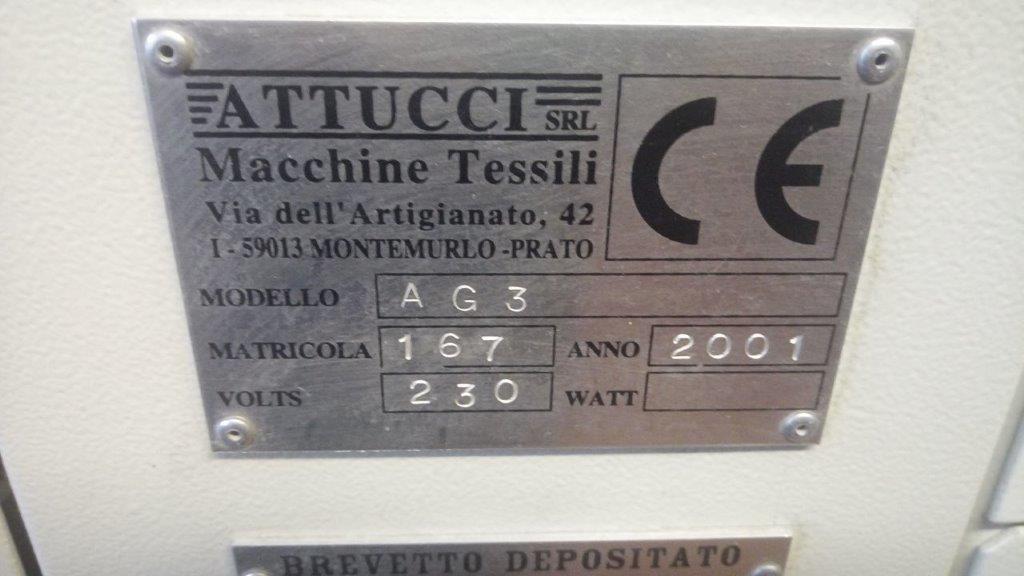 ATTUCCI SRL
Macchine Tessili
Via dell'Artigianato, 42
I - 59013 MONTEMURLO -PRATO
CE
MODELLO AG3
MATRICOLA 167 ANNO 2001
VOLTS 230 WATT
BREVETTO DEPOSITATO